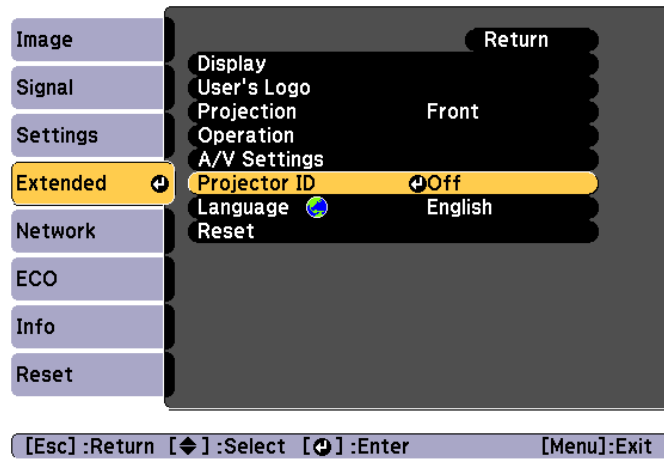 Image
Signal
Settings
Extended
Network
ECO
Info
Reset
Return
Display
User's Logo
Projection Front
Operation
A/V Settings
Projector ID Off
Language English
Reset
[Esc] :Return [ ] :Select [ ] :Enter [Menu]:Exit